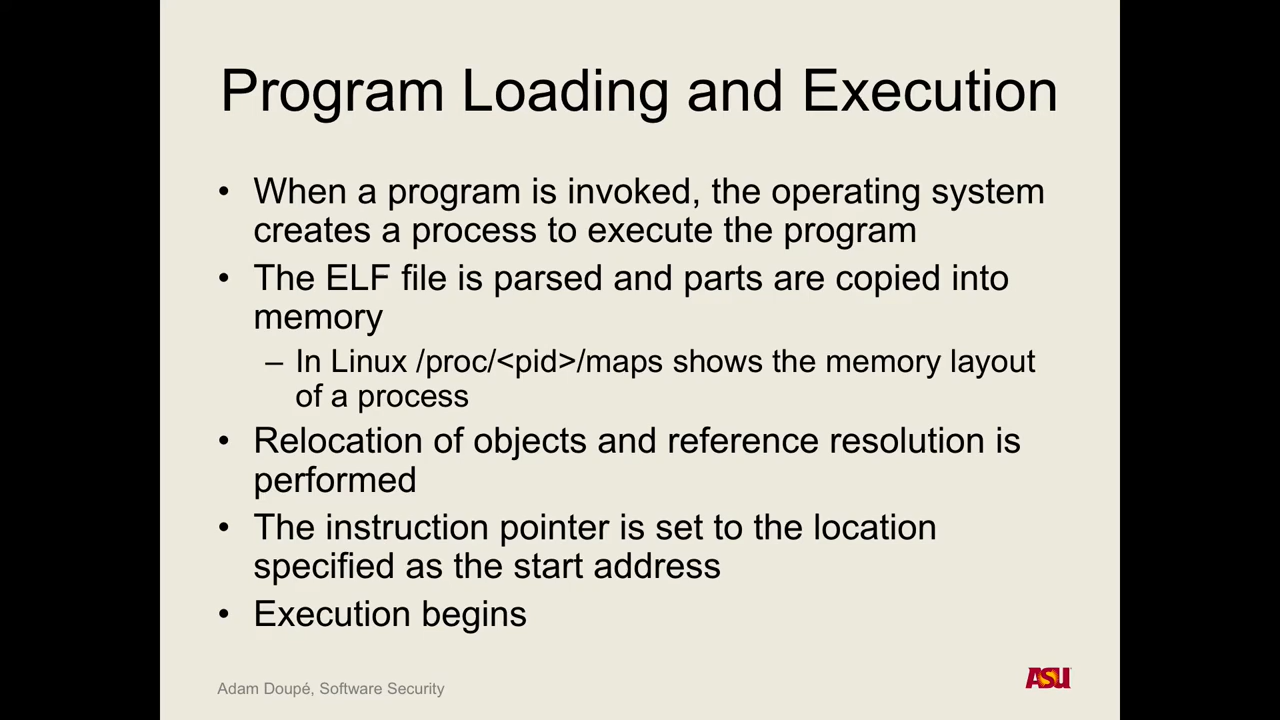 Program Loading and Execution
• When a program is invoked, the operating system
creates a process to execute the program
• The ELF file is parsed and parts are copied into
memory
– In Linux /proc/<pid>/maps shows the memory layout
of a process
• Relocation of objects and reference resolution is
performed
• The instruction pointer is set to the location
specified as the start address
• Execution begins
Adam Doupé, Software Security
ASU